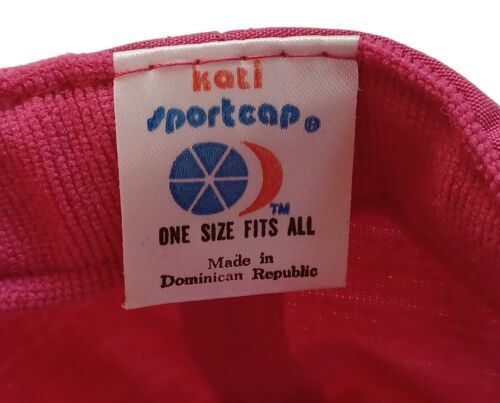 kati
sportcap®
TM
ONE SIZE FITS ALL
Made in
Dominican Republic